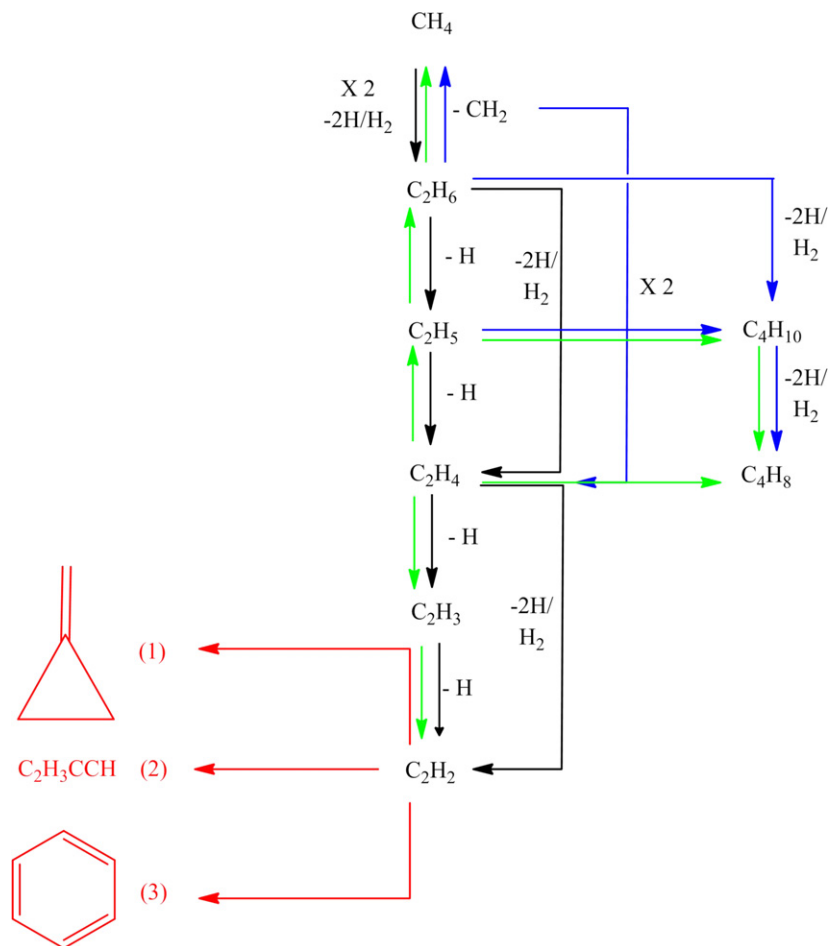 CH₄
X 2
-2H/H₂
- CH₂
C₂H₆
-2H/
H₂
- H
-2H/
H₂
X 2
C₂H₅
C₄H₁₀
- H
-2H/
H₂
C₂H₄
C₄H₈
- H
C₂H₃
-2H/
H₂
(1)
- H
C₂H₃CCH (2)
C₂H₂
(3)